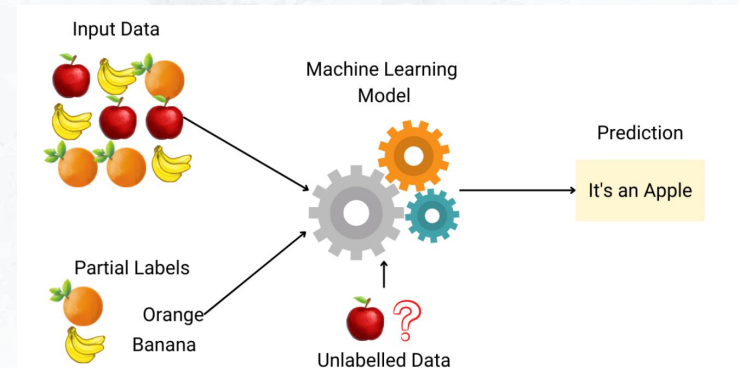 Input Data
Machine Learning
Model
Prediction
It's an Apple
Partial Labels
Orange
Banana
?
Unlabelled Data